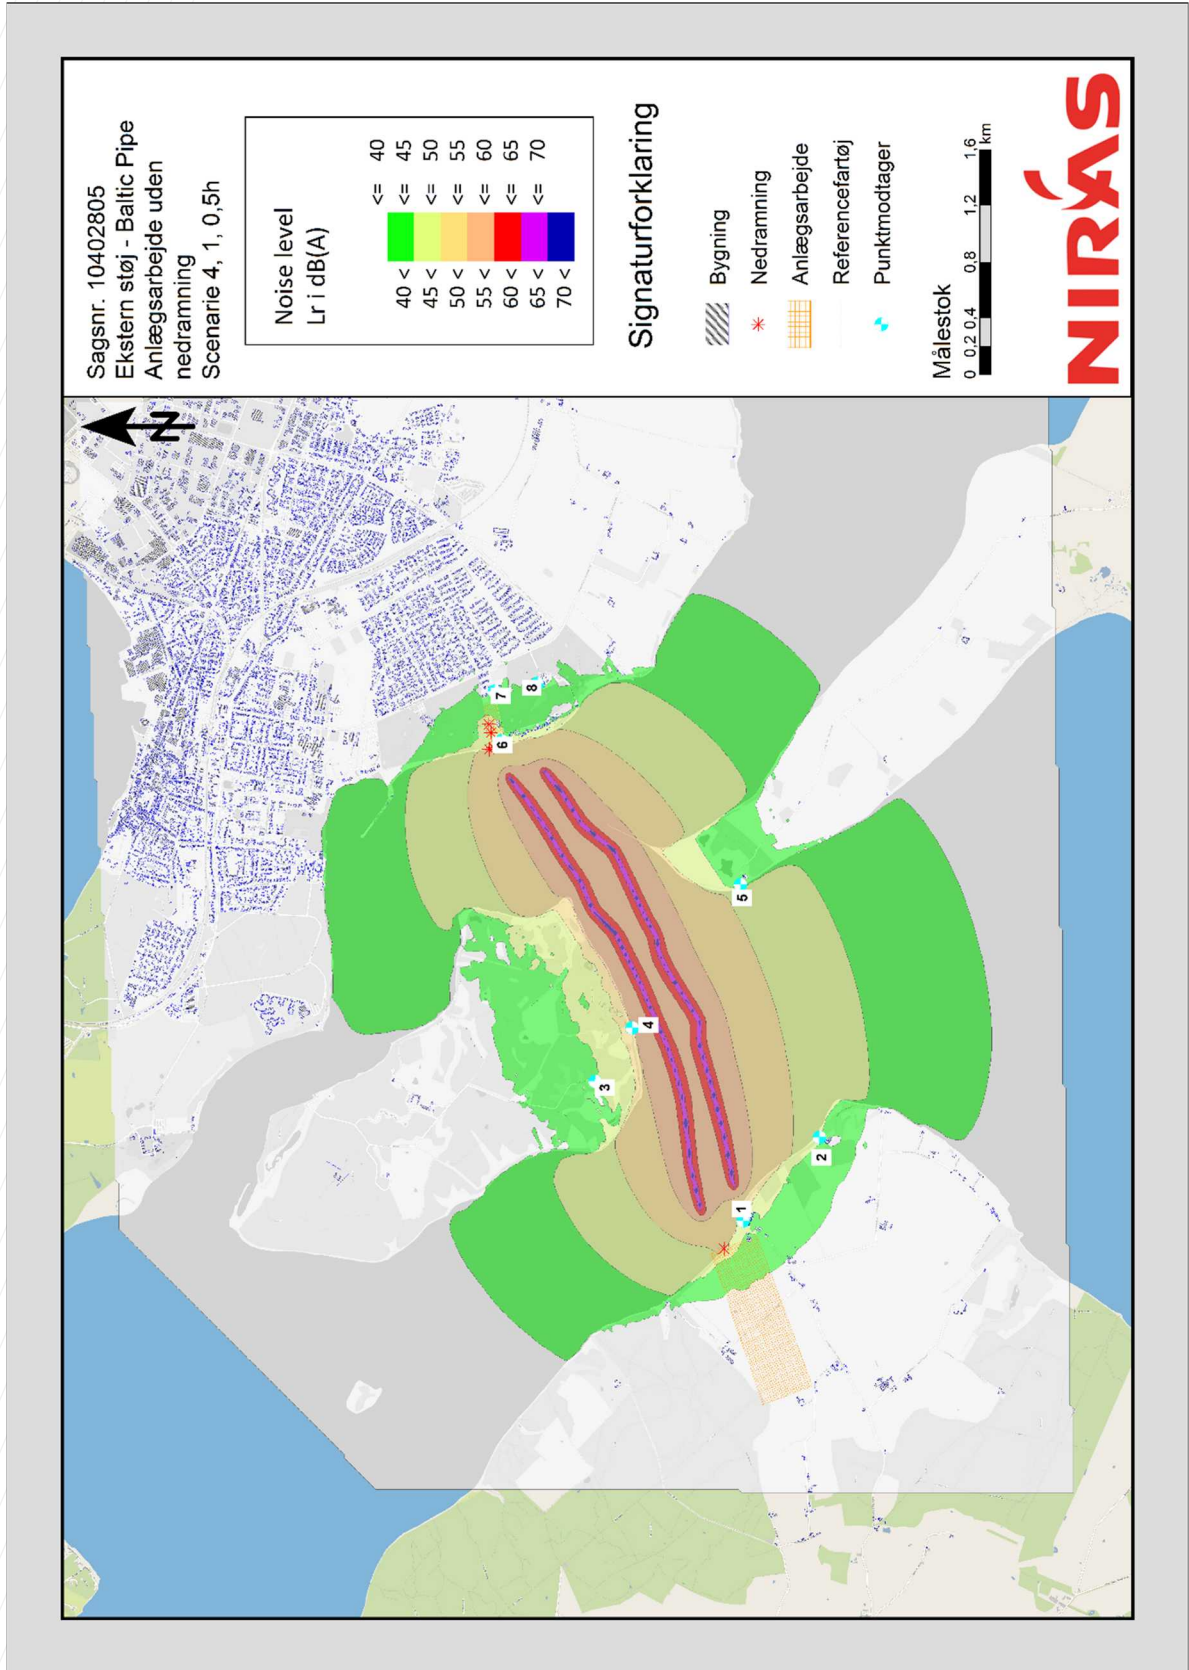 Sagsnr. 10402805
Ekstern støj - Baltic Pipe
Anlægsarbejde uden
nedramning
Scenarie 4, 1, 0,5h
Noise level
Lr i dB(A)
<= 40
40 < <= 45
45 < <= 50
50 < <= 55
55 < <= 60
60 < <= 65
65 < <= 70
70 <
Signaturforklaring
Bygning
Nedramning
Anlægsarbejde
Referencefartøj
Punktmodtager
Målestok
0 0,2 0,4 0,8 1,2 1,6
km
NIRAS
N
1
2
3
4
5
6
7
8